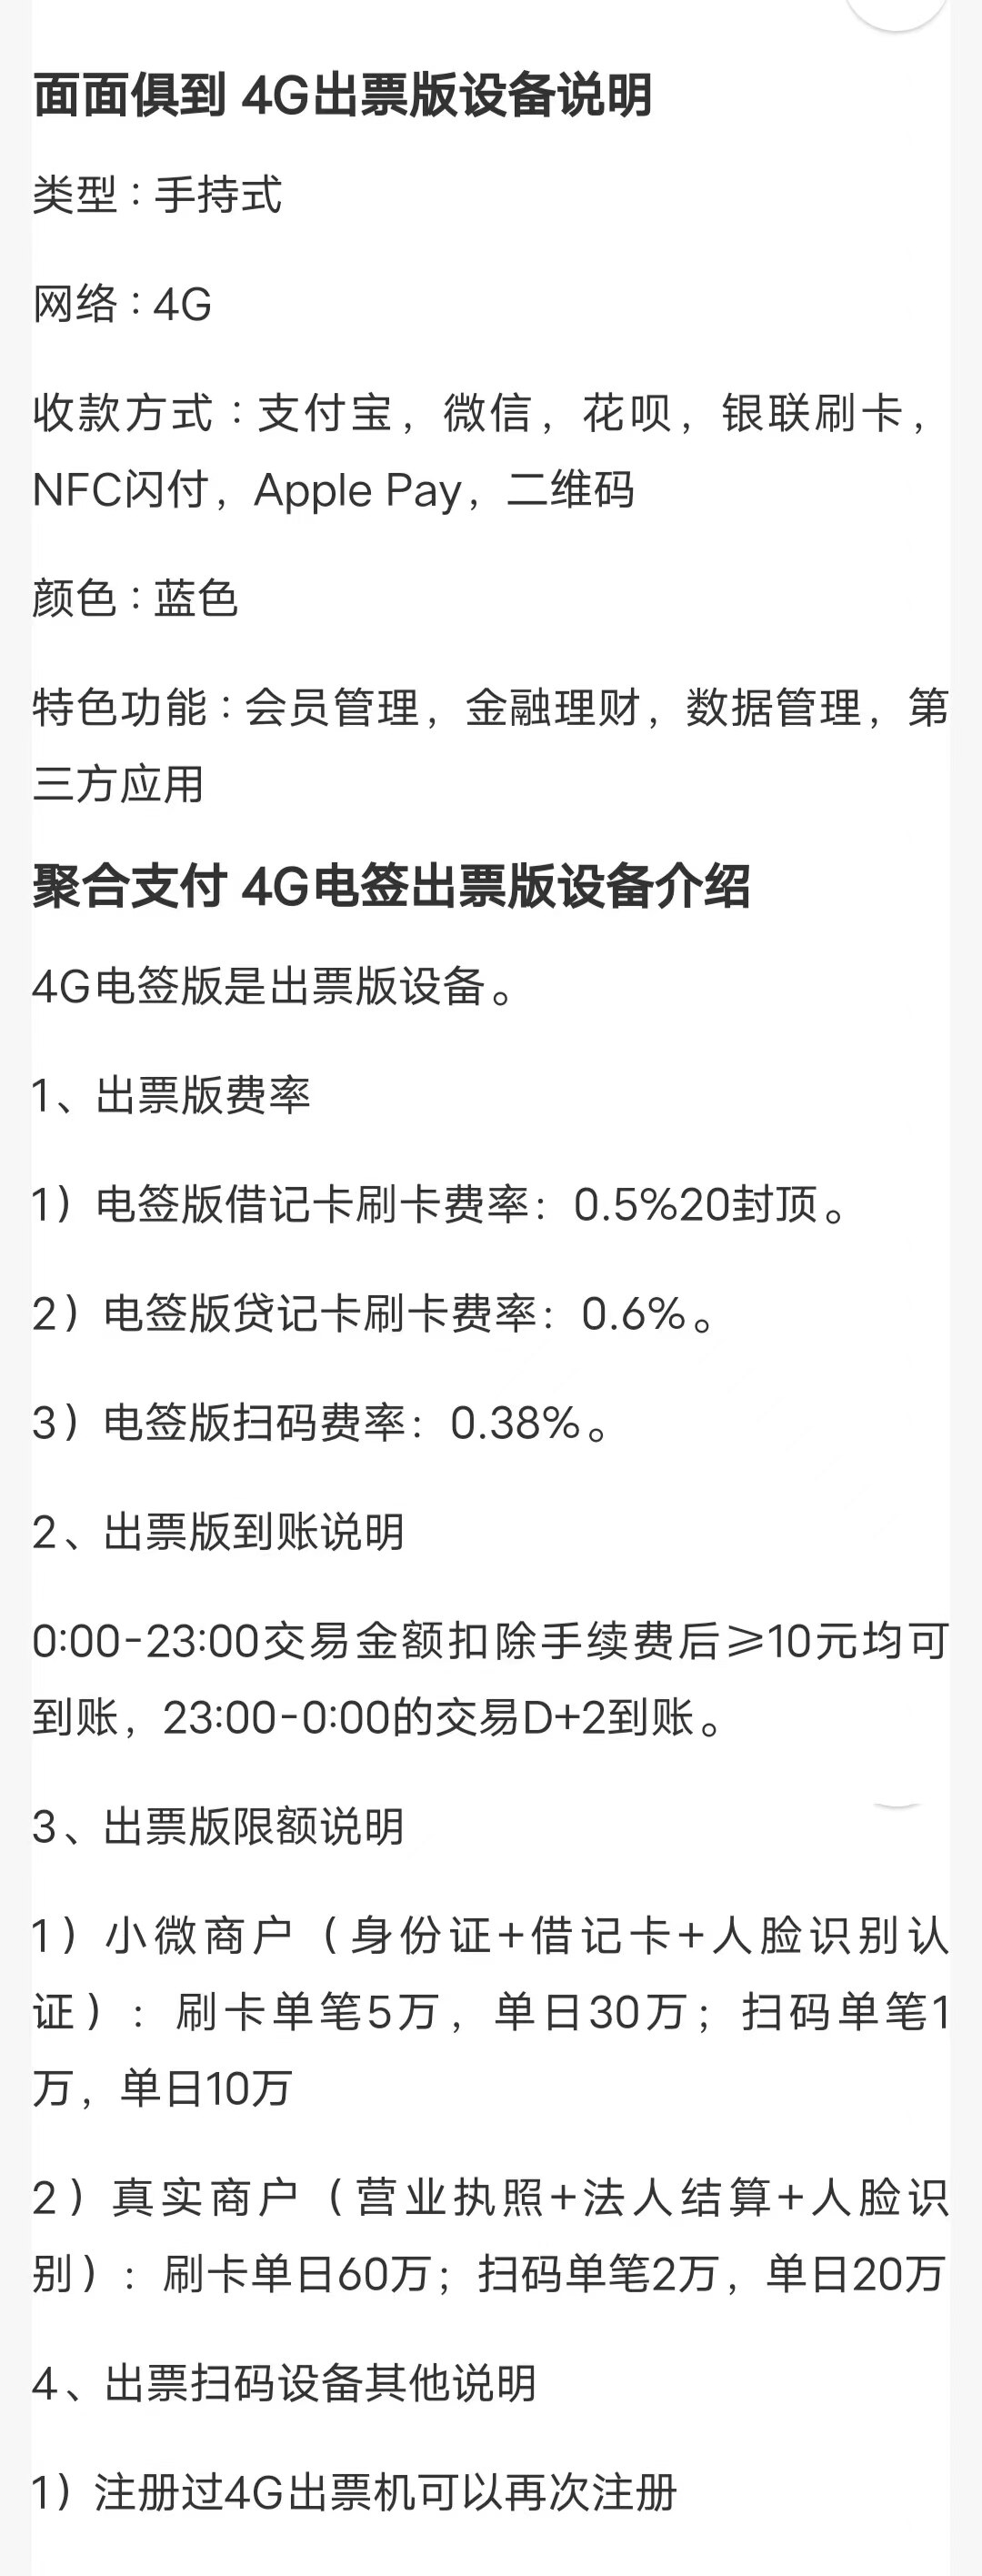 面面俱到 4G出票版设备说明
类型：手持式
网络：4G
收款方式：支付宝，微信，花呗，银联刷卡，
NFC闪付，Apple Pay，二维码
颜色：蓝色
特色功能：会员管理，金融理财，数据管理，第
三方应用
聚合支付 4G电签出票版设备介绍
4G电签版是出票版设备。
1、出票版费率
1）电签版借记卡刷卡费率：0.5%20封顶。
2）电签版贷记卡刷卡费率：0.6%。
3）电签版扫码费率：0.38%。
2、出票版到账说明
0:00-23:00交易金额扣除手续费后≥10元均可
到账，23:00-0:00的交易D+2到账。
3、出票版限额说明
1）小微商户（身份证+借记卡+人脸识别认
证）：刷卡单笔5万，单日30万；扫码单笔1
万，单日10万
2）真实商户（营业执照+法人结算+人脸识
别）：刷卡单日60万；扫码单笔2万，单日20万
4、出票扫码设备其他说明
1）注册过4G出票机可以再次注册